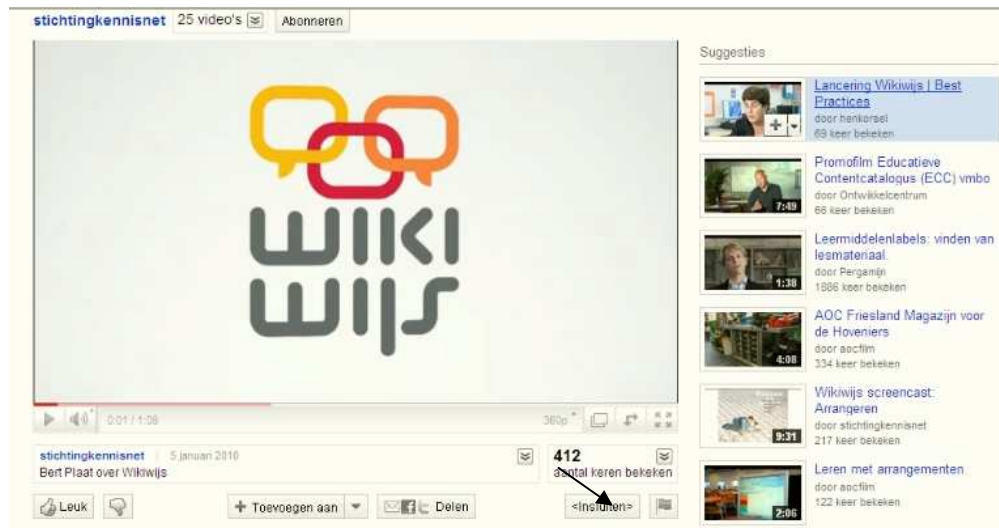 stichtingkennisnet 25 video's Abonneren
WIKI
WIJS
0:01 / 1:08 360p
stichtingkennisnet 5 januari 2010
Bert Plaat over Wikiwijs
412
aantal keren bekeken
Leuk Toevoegen aan Delen <Insluiten>
Suggesties
Lancering Wikiwijs | Best
Practices
door henkorsel
69 keer bekeken
Promofilm Educatieve
Contentcatalogus (ECC) vmbo
door Ontwikkelcentrum
66 keer bekeken
7:49
Leermiddelenlabels: vinden van
lesmateriaal.
door Pergamijn
1886 keer bekeken
1:38
AOC Friesland Magazijn voor
de Hoveniers
door aocfilm
334 keer bekeken
4:08
Wikiwijs screencast:
Arrangeren
door stichtingkennisnet
217 keer bekeken
9:31
Leren met arrangementen
door aocfilm
122 keer bekeken
2:06